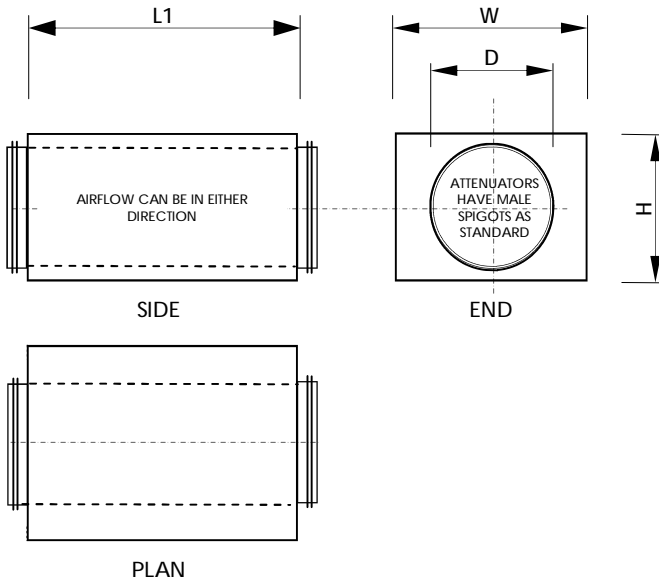 L1
W
D
AIRFLOW CAN BE IN EITHER
DIRECTION
ATTENUATORS
HAVE MALE
SPIGOTS AS
STANDARD
H
SIDE
END
PLAN